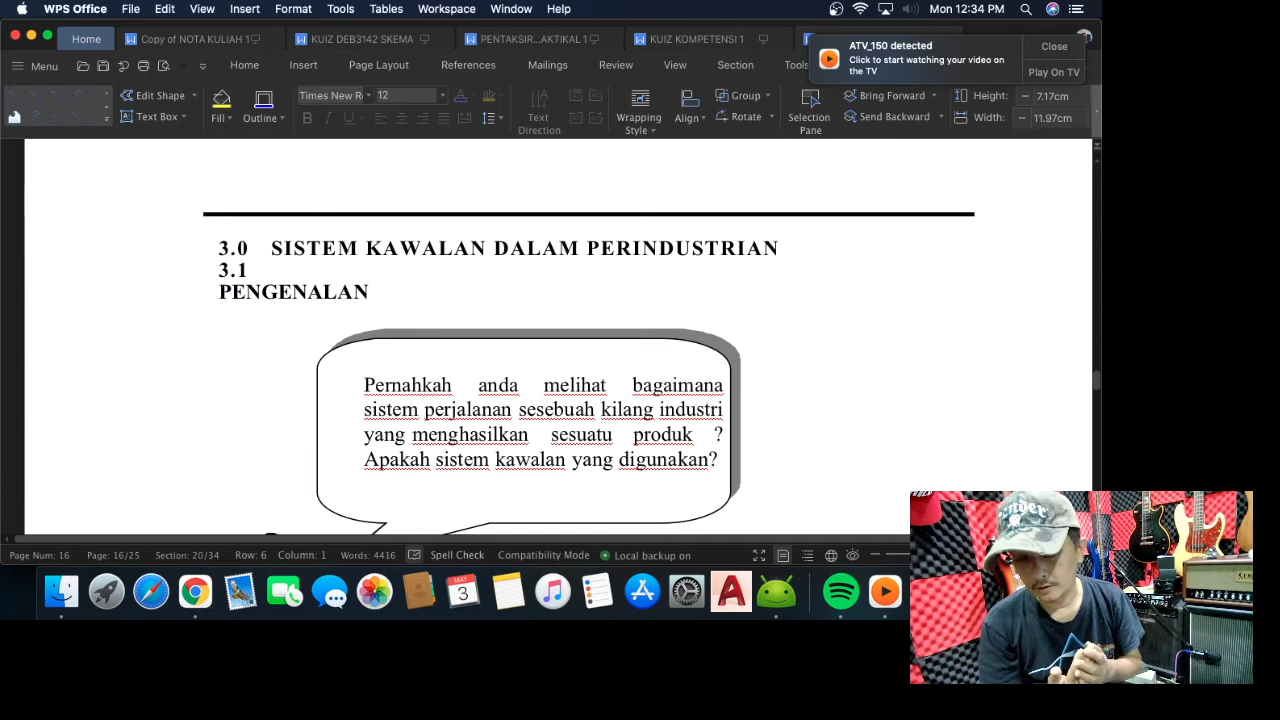 WPS Office File Edit View Insert Format Tools Tables Workspace Window Help Mon 12:34 PM
Home Copy of NOTA KULIAH 1 KUIZ DEB3142 SKEMA PENTAKSIR...AKTIKAL 1 KUIZ KOMPETENSI 1
ATV_150 detected
Click to start watching your video on
the TV
Close
Play On TV
Menu Home Insert Page Layout References Mailings Review View Section Tools
Edit Shape Times New R 12 Group Bring Forward Height: 7.17cm
Text Box Fill Outline Text Direction Wrapping Style Align Rotate Selection Pane Send Backward Width: 11.97cm
3.0 SISTEM KAWALAN DALAM PERINDUSTRIAN
3.1
PENGENALAN
Pernahkah anda melihat bagaimana
sistem perjalanan sesebuah kilang industri
yang menghasilkan sesuatu produk ?
Apakah sistem kawalan yang digunakan?
Page Num: 16 Page: 16/25 Section: 20/34 Row: 6 Column: 1 Words: 4416 Spell Check Compatibility Mode Local backup on
MAY
3